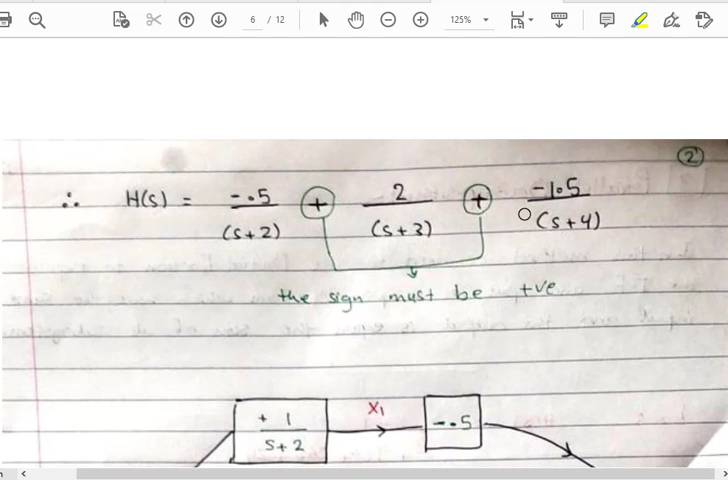 6 / 12
125%
2
∴ H(s) = -.5/(s+2) + 2/(s+3) + -1.5/(s+4)
the sign must be +ve
+ 1/s+2 X1 -.5